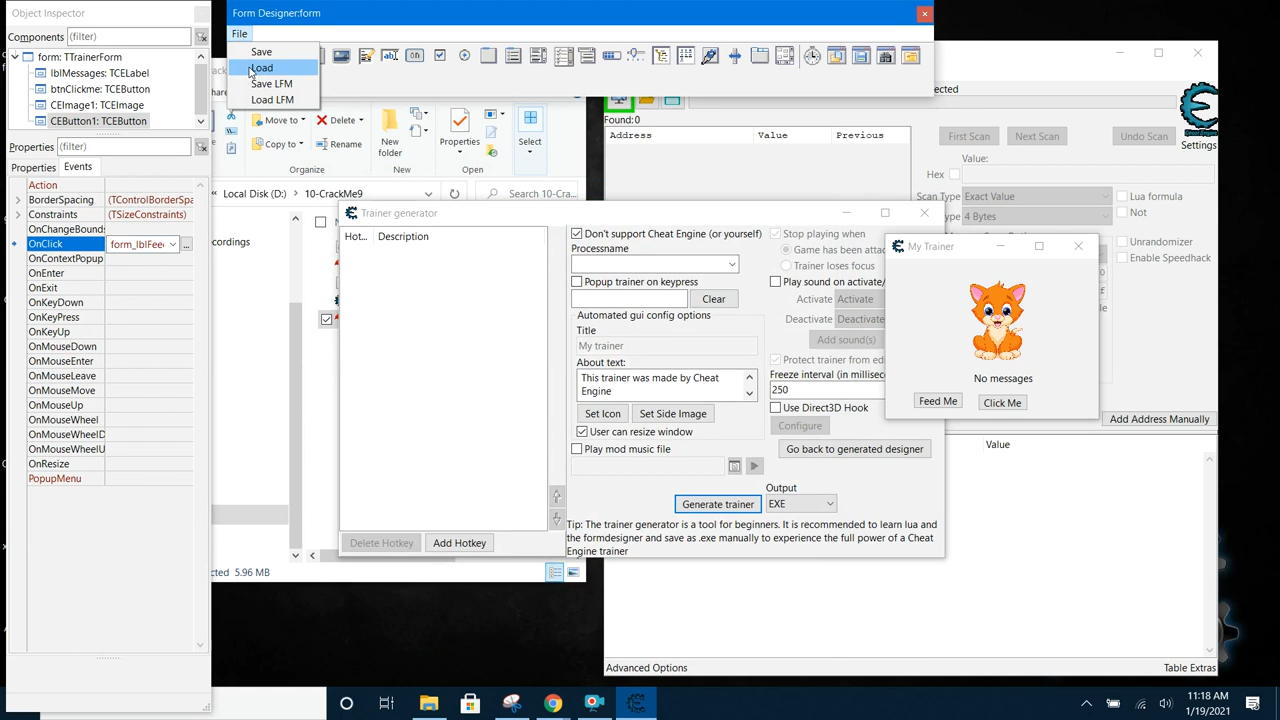 Object Inspector
Components
(filter)
form: TTrainerForm
lblMessages: TCELabel
btnClickme: TCEButton
CEImage1: TCEImage
CEButton1: TCEButton
Properties
(filter)
Properties
Events
Action
BorderSpacing
(TControlBorderSpa
Constraints
(TSizeConstraints)
OnChangeBound
OnClick
form_lblFee
...
OnContextPopup
OnEnter
OnExit
OnKeyDown
OnKeyPress
OnKeyUp
OnMouseDown
OnMouseEnter
OnMouseLeave
OnMouseMove
OnMouseUp
OnMouseWheel
OnMouseWheelD
OnMouseWheelU
OnResize
PopupMenu
Form Designer:form
File
Save
Load
Save LFM
Load LFM
Move to
Delete
Copy to
Rename
Organize
New
folder
New
Properties
Open
Select
Local Disk (D:)
10-CrackMe9
Search 10-CrackMe9
cordings
cted 5.96 MB
Found:0
Address
Value
Previous
First Scan
Next Scan
Undo Scan
Settings
Value:
Hex
Scan Type
Exact Value
4 Bytes
Lua formula
Not
Unrandomizer
Enable Speedhack
Add Address Manually
Value
Advanced Options
Table Extras
Trainer generator
Hot...
Description
Delete Hotkey
Add Hotkey
Don't support Cheat Engine (or yourself)
Processname
Popup trainer on keypress
Clear
Automated gui config options
Title
My trainer
About text:
This trainer was made by Cheat
Engine
Set Icon
Set Side Image
User can resize window
Play mod music file
Stop playing when
Game has been attac
Trainer loses focus
Play sound on activate/
Activate
Activate
Deactivate
Deactivate
Add sound(s)
Protect trainer from edi
Freeze interval (in millisec
250
Use Direct3D Hook
Configure
Go back to generated designer
Output
Generate trainer
EXE
Tip: The trainer generator is a tool for beginners. It is recommended to learn lua and
the formdesigner and save as .exe manually to experience the full power of a Cheat
Engine trainer
My Trainer
No messages
Feed Me
Click Me
11:18 AM
1/19/2021